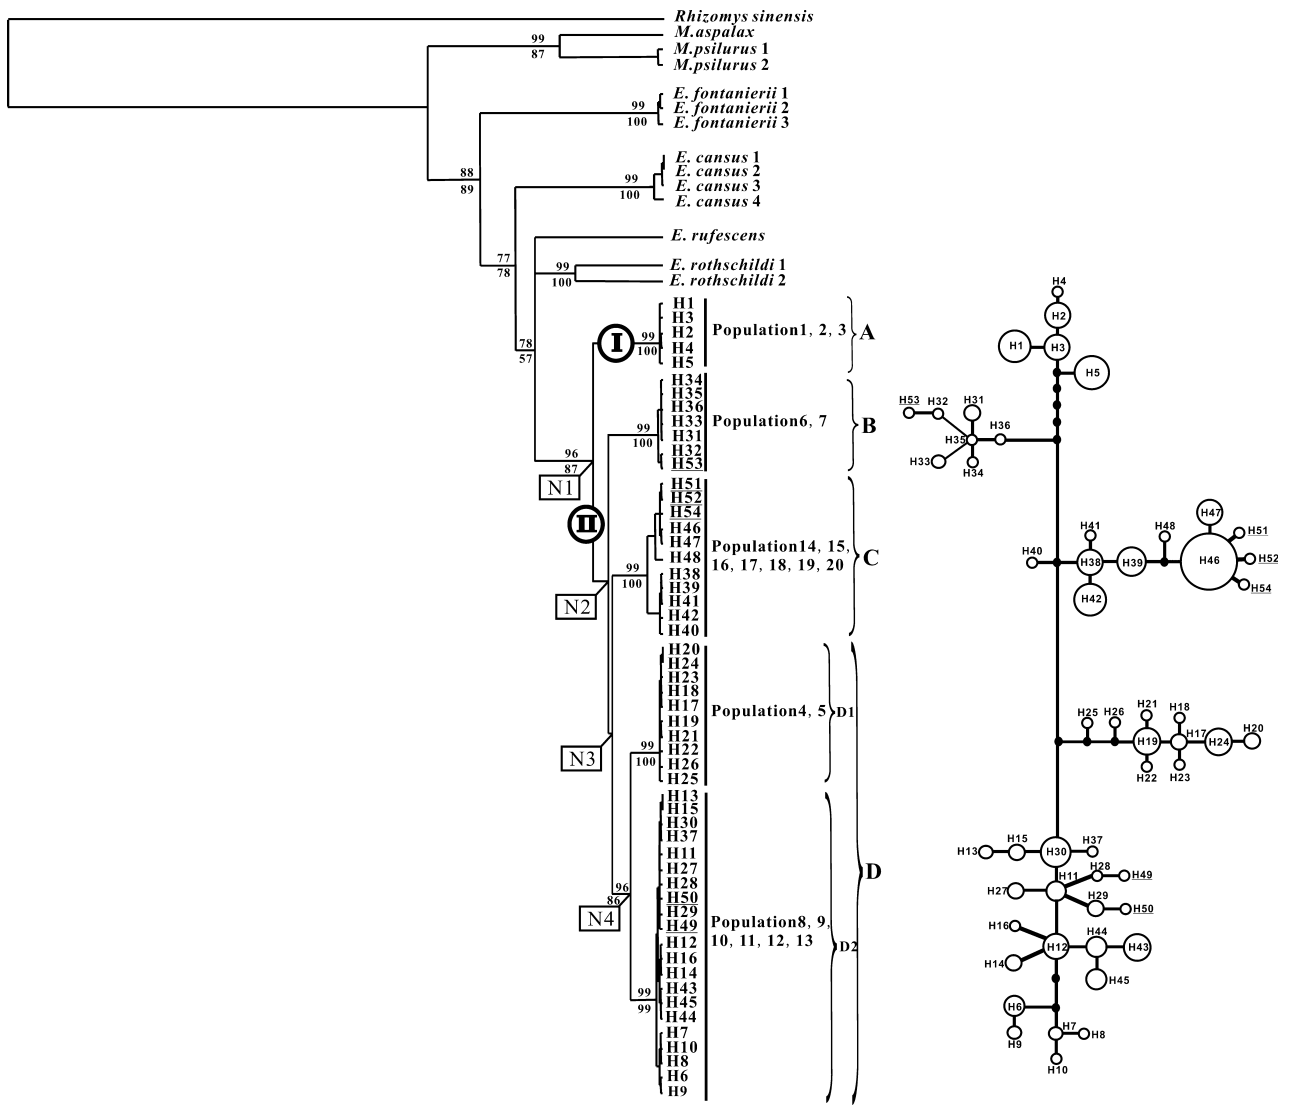 Rhizomys sinensis
M.aspalax
99
87
M.psilurus 1
M.psilurus 2
E. fontanierii 1
99
E. fontanierii 2
100
E. fontanierii 3
E. cansus 1
88
E. cansus 2
99
89
E. cansus 3
100
E. cansus 4
E. rufescens
77
78
99
E. rothschildi 1
100
E. rothschildi 2
H1
H3
H2
H4
H5
78
57
I
99
100
Population1, 2, 3
A
H34
H35
H36
H33
H31
H32
H53
99
100
Population6, 7
B
96
87
N1
II
H51
H52
H54
H46
H47
H48
H38
H39
H41
H42
H40
99
100
Population14, 15,
16, 17, 18, 19, 20
C
N2
H20
H24
H23
H18
H17
H19
H21
H22
H26
H25
99
100
Population4, 5
D1
N3
H13
H15
H30
H37
H11
H27
H28
H50
H29
H49
H12
H16
H14
H43
H45
H44
H7
H10
H8
H6
H9
96
86
N4
99
99
Population8, 9,
10, 11, 12, 13
D2
D
H4
H2
H1
H3
H5
H53
H32
H31
H35
H36
H33
H34
H47
H41
H48
H51
H40
H38
H39
H46
H52
H42
H54
H21
H18
H25
H26
H19
H17
H24
H20
H22
H23
H13
H15
H30
H37
H11
H28
H49
H27
H29
H50
H16
H44
H12
H43
H14
H45
H6
H7
H8
H9
H10